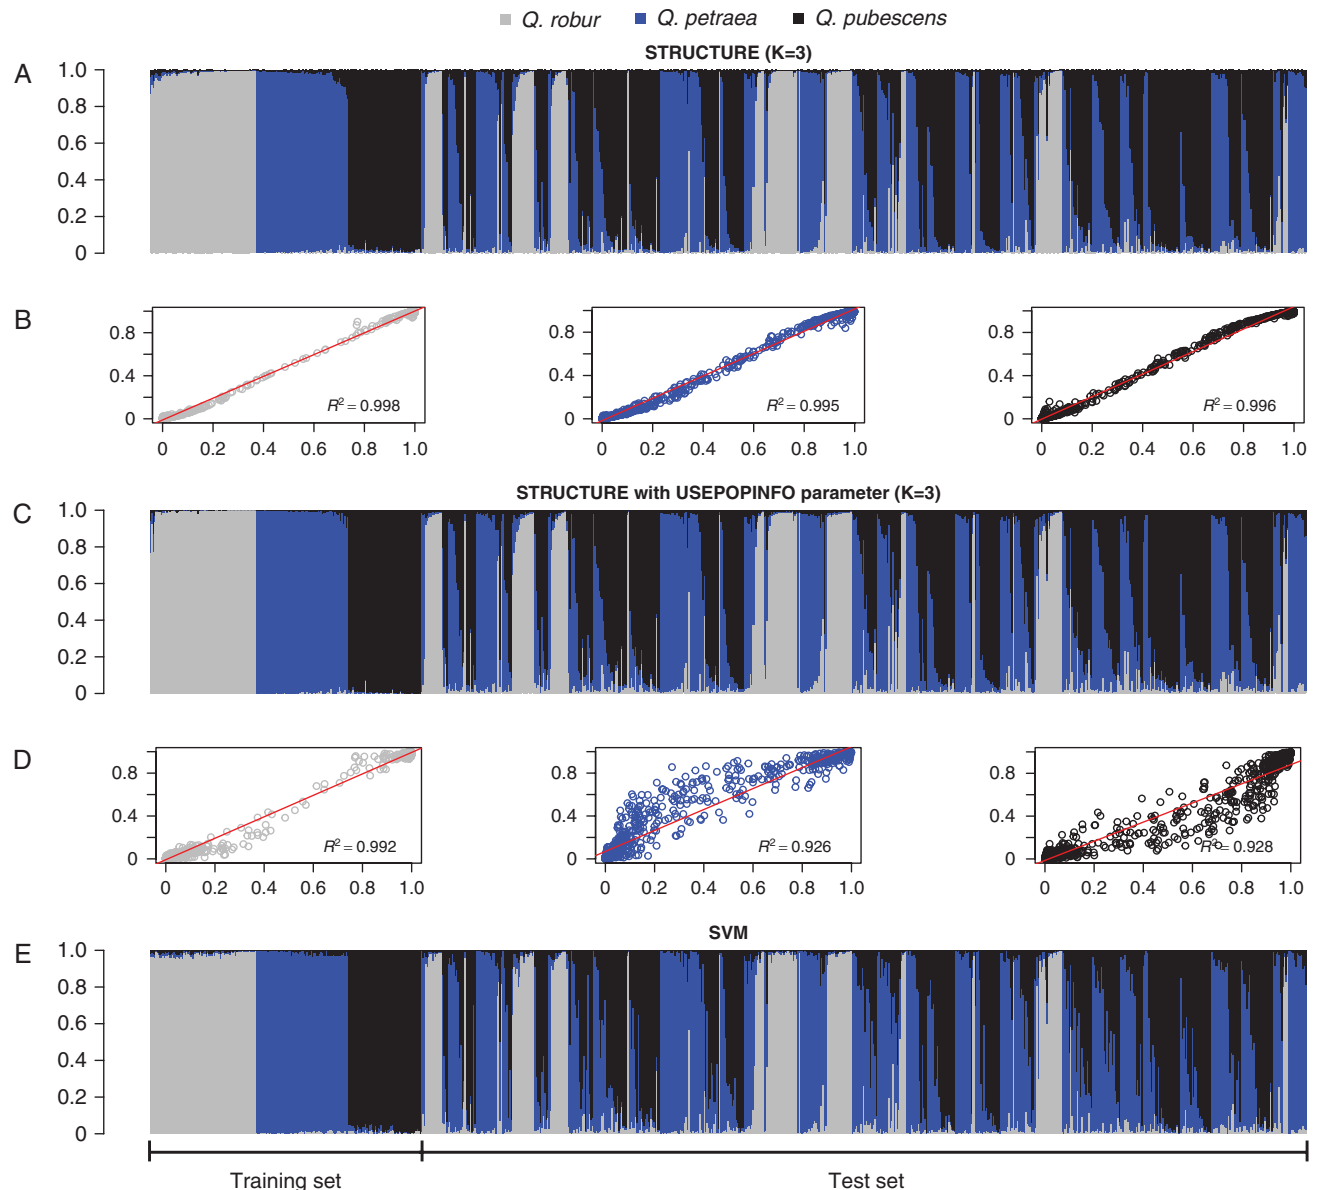 Q. robur Q. petraea Q. pubescens
STRUCTURE (K=3)
A
1.0
0.8
0.6
0.4
0.2
0
B
0.8
0.4
0
R² = 0.998
0 0.2 0.4 0.6 0.8 1.0
0.8
0.4
0
R² = 0.995
0 0.2 0.4 0.6 0.8 1.0
0.8
0.4
0
R² = 0.996
0 0.2 0.4 0.6 0.8 1.0
STRUCTURE with USEPOPINFO parameter (K=3)
C
1.0
0.8
0.6
0.4
0.2
0
D
0.8
0.4
0
R² = 0.992
0 0.2 0.4 0.6 0.8 1.0
0.8
0.4
0
R² = 0.926
0 0.2 0.4 0.6 0.8 1.0
0.8
0.4
0
R² = 0.928
0 0.2 0.4 0.6 0.8 1.0
SVM
E
1.0
0.8
0.6
0.4
0.2
0
Training set Test set